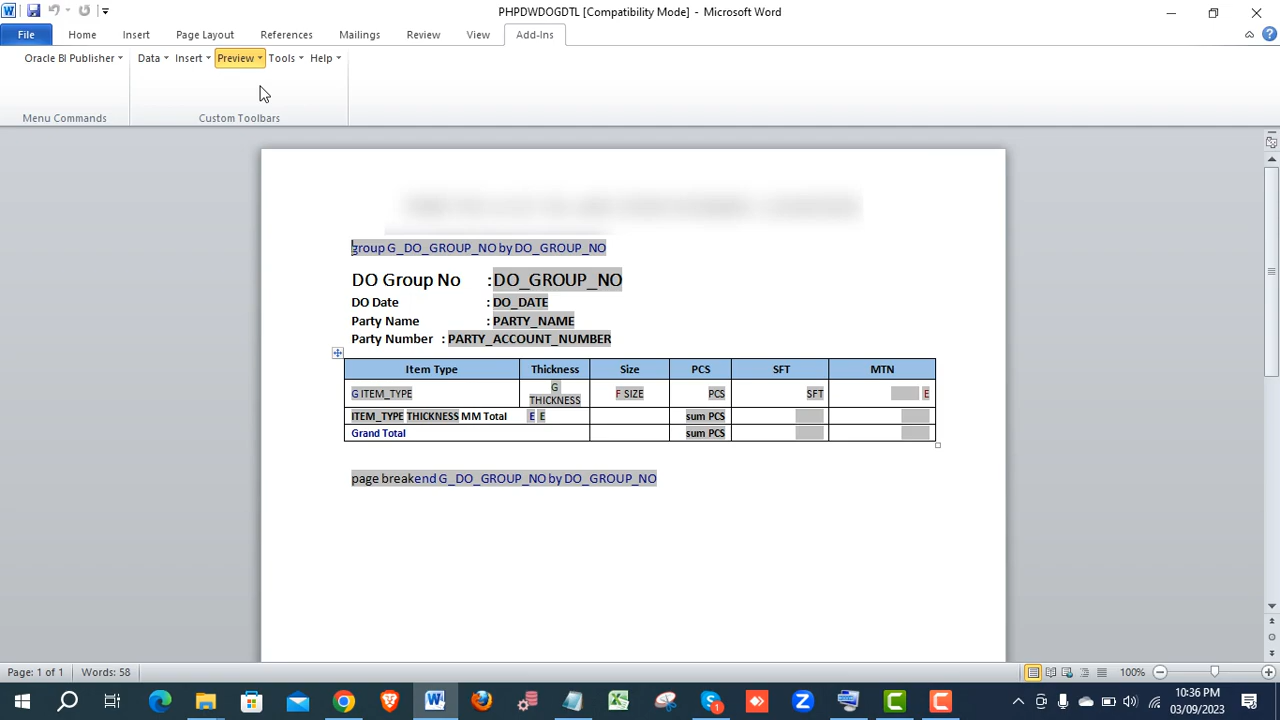 PHPDWDOGDTL [Compatibility Mode] - Microsoft Word
File Home Insert Page Layout References Mailings Review View Add-Ins
Oracle BI Publisher Data Insert Preview Tools Help
Menu Commands Custom Toolbars
group G_DO_GROUP_NO by DO_GROUP_NO
DO Group No :DO_GROUP_NO
DO Date : DO_DATE
Party Name : PARTY_NAME
Party Number : PARTY_ACCOUNT_NUMBER
Item Type Thickness Size PCS SFT MTN
G ITEM_TYPE G THICKNESS F SIZE PCS SFT E
ITEM_TYPE THICKNESS MM Total E E sum PCS
Grand Total sum PCS
page breakend G_DO_GROUP_NO by DO_GROUP_NO
Page: 1 of 1 Words: 58 100%
10:36 PM
03/09/2023